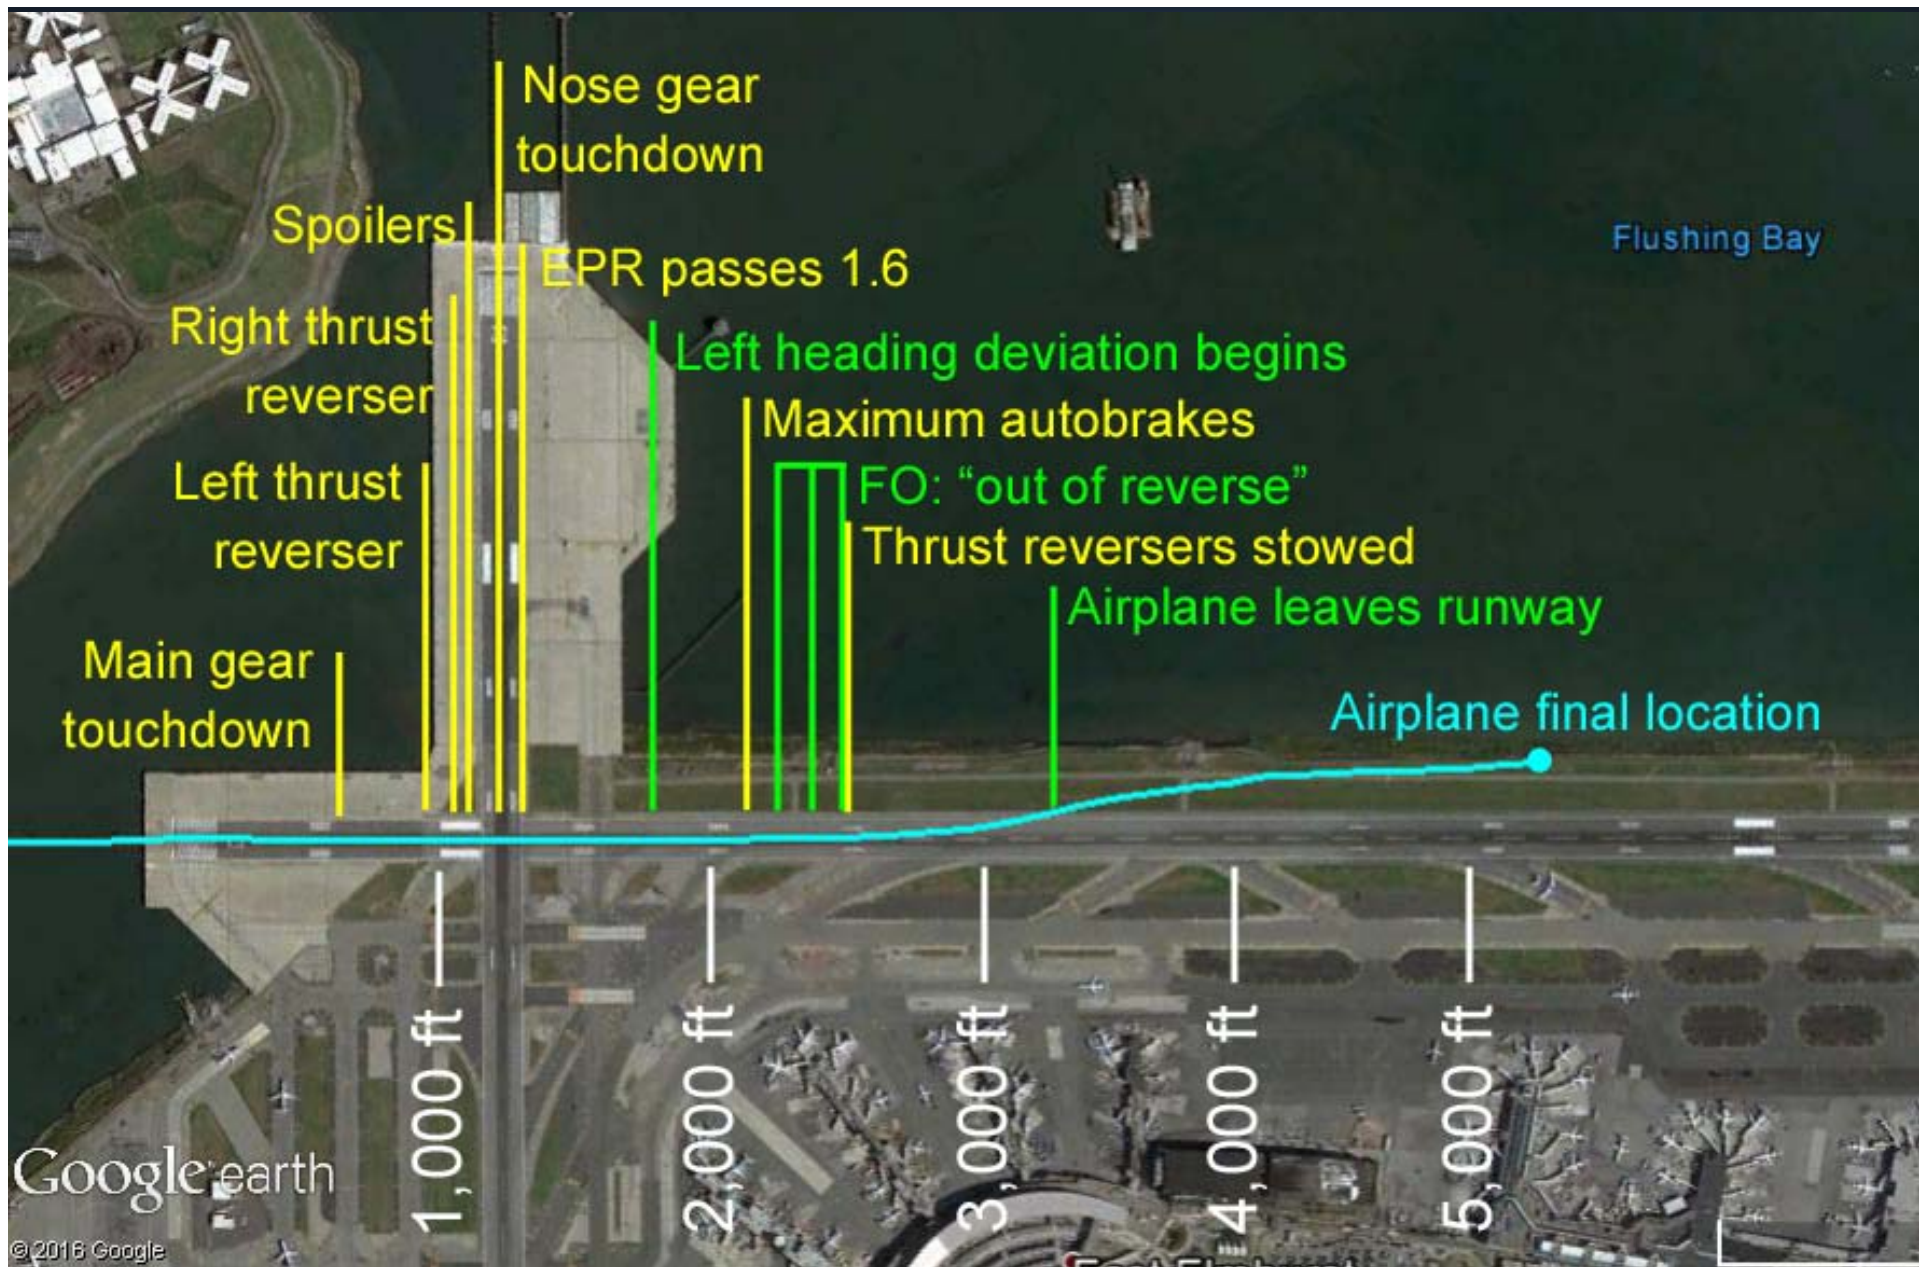 Nose gear
touchdown
Spoilers
Flushing Bay
EPR passes 1.6
Right thrust
reverser
Left heading deviation begins
Maximum autobrakes
Left thrust
reverser
FO: “out of reverse”
Thrust reversers stowed
Airplane leaves runway
Main gear
touchdown
Airplane final location
1,000 ft
2,000 ft
3,000 ft
4,000 ft
5,000 ft
Google earth
© 2016 Google
East Elmhurst